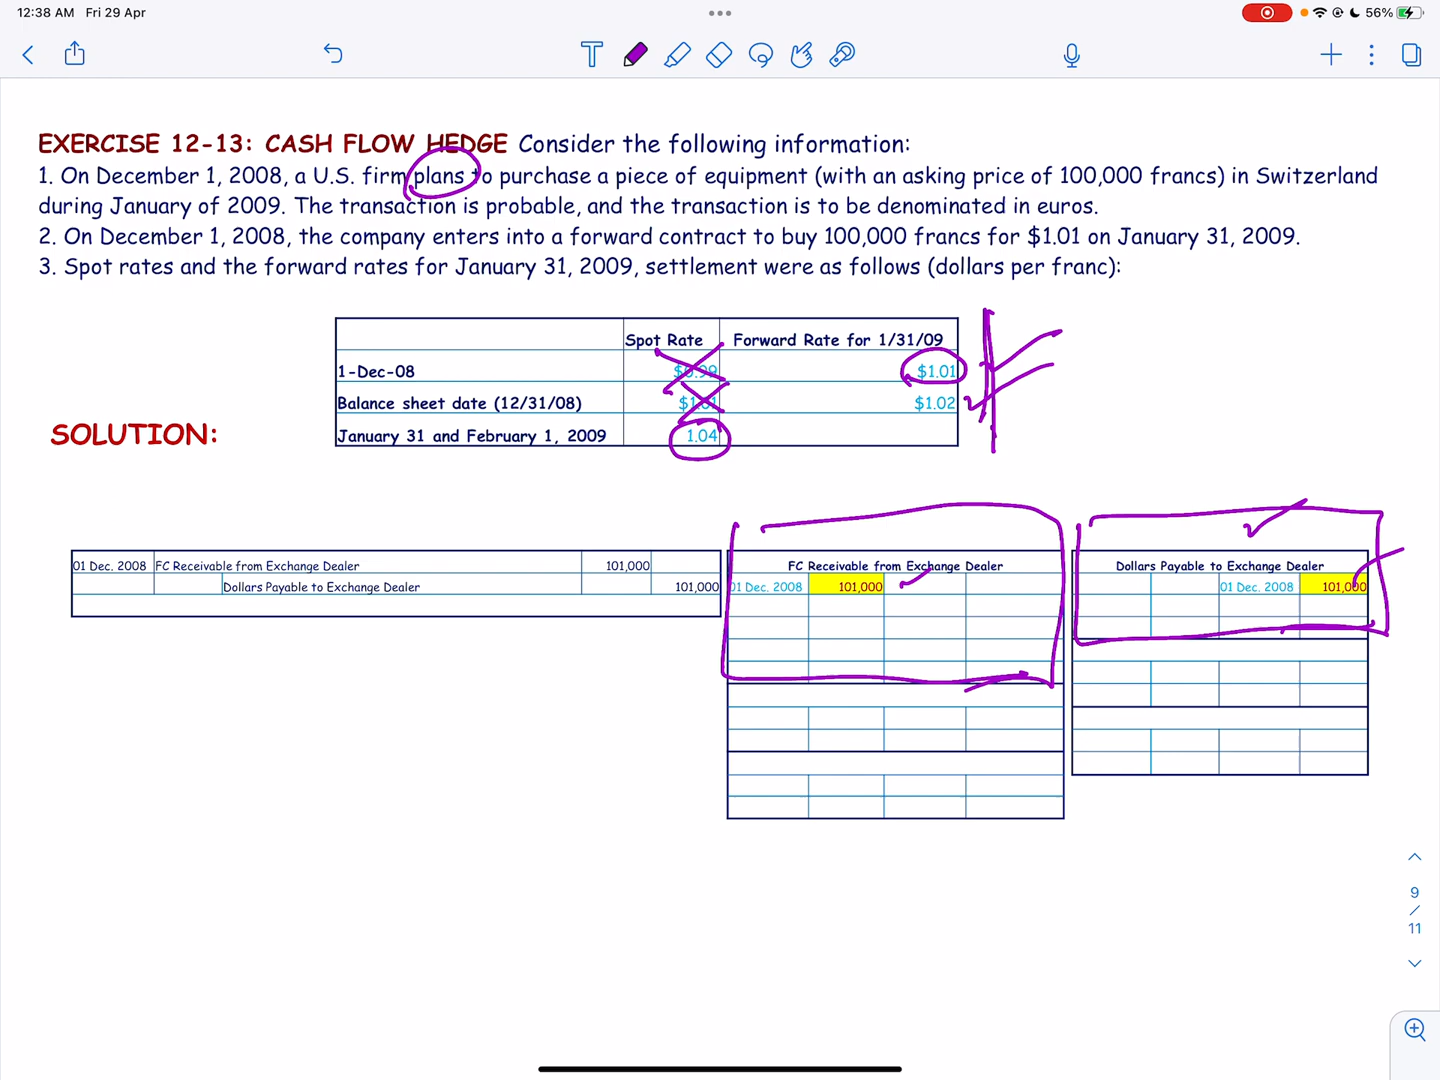 12:38 AM Fri 29 Apr
56%
EXERCISE 12-13: CASH FLOW HEDGE Consider the following information:
1. On December 1, 2008, a U.S. firm plans to purchase a piece of equipment (with an asking price of 100,000 francs) in Switzerland
during January of 2009. The transaction is probable, and the transaction is to be denominated in euros.
2. On December 1, 2008, the company enters into a forward contract to buy 100,000 francs for $1.01 on January 31, 2009.
3. Spot rates and the forward rates for January 31, 2009, settlement were as follows (dollars per franc):
Spot Rate Forward Rate for 1/31/09
1-Dec-08 $0.99 $1.01
Balance sheet date (12/31/08) $1.01 $1.02
January 31 and February 1, 2009 1.04
SOLUTION:
01 Dec. 2008 FC Receivable from Exchange Dealer 101,000
Dollars Payable to Exchange Dealer 101,000
FC Receivable from Exchange Dealer
01 Dec. 2008 101,000
Dollars Payable to Exchange Dealer
01 Dec. 2008 101,000
9
/
11